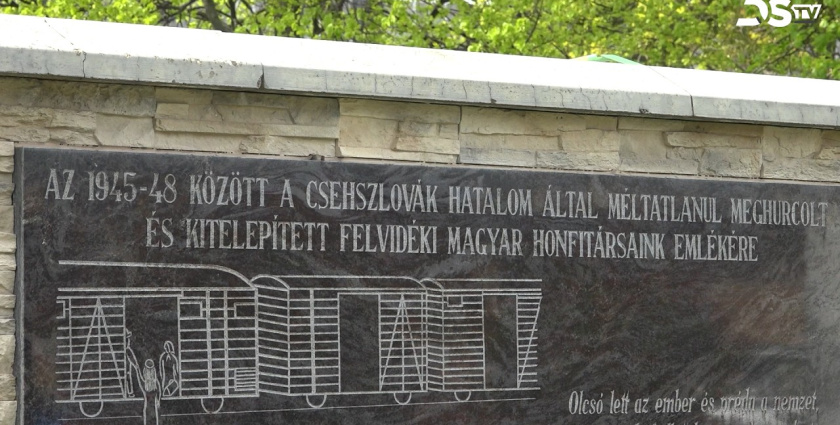 DSTV
AZ 1945-48 KÖZÖTT A CSEHSZLOVÁK HATALOM ÁLTAL MÉLTATLANUL MEGHURCOLT
ÉS KITELEPÍTETT FELVIDÉKI MAGYAR HONFITÁRSAINK EMLÉKÉRE
Olcsó lett az ember és préda a nemzet,